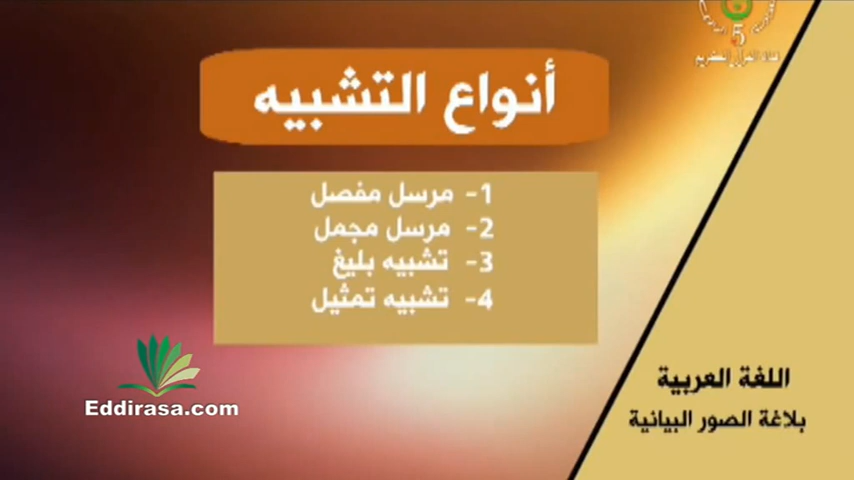 أنواع التشبيه
1- مرسل مفصل
2- مرسل مجمل
3- تشبيه بليغ
4- تشبيه تمثيل
Eddirasa.com
اللغة العربية
بلاغة الصور البيانية